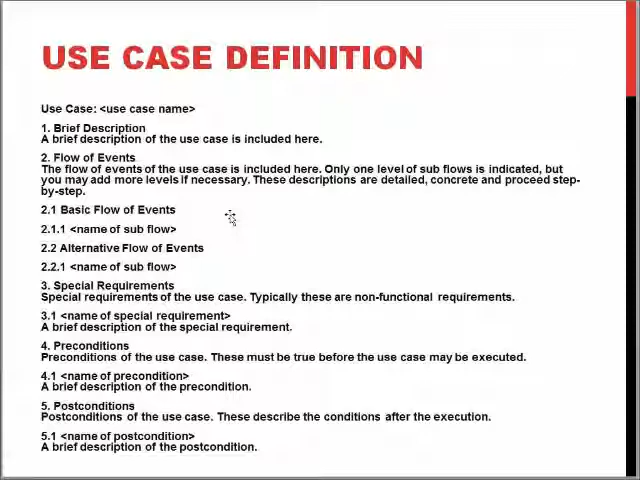 USE CASE DEFINITION
Use Case: <use case name>
1. Brief Description
A brief description of the use case is included here.
2. Flow of Events
The flow of events of the use case is included here. Only one level of sub flows is indicated, but
you may add more levels if necessary. These descriptions are detailed, concrete and proceed step-
by-step.
2.1 Basic Flow of Events
2.1.1 <name of sub flow>
2.2 Alternative Flow of Events
2.2.1 <name of sub flow>
3. Special Requirements
Special requirements of the use case. Typically these are non-functional requirements.
3.1 <name of special requirement>
A brief description of the special requirement.
4. Preconditions
Preconditions of the use case. These must be true before the use case may be executed.
4.1 <name of precondition>
A brief description of the precondition.
5. Postconditions
Postconditions of the use case. These describe the conditions after the execution.
5.1 <name of postcondition>
A brief description of the postcondition.